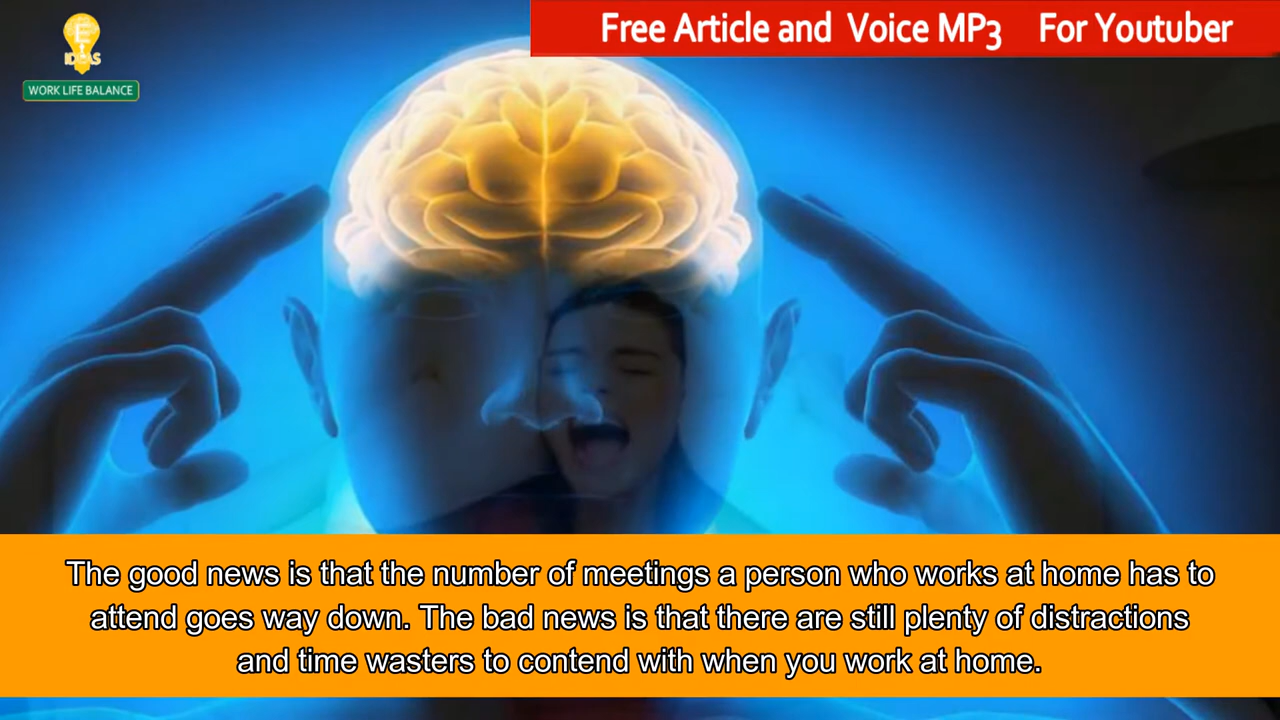 Free Article and Voice MP3 For Youtuber
E
IDEAS
WORK LIFE BALANCE
The good news is that the number of meetings a person who works at home has to
attend goes way down. The bad news is that there are still plenty of distractions
and time wasters to contend with when you work at home.